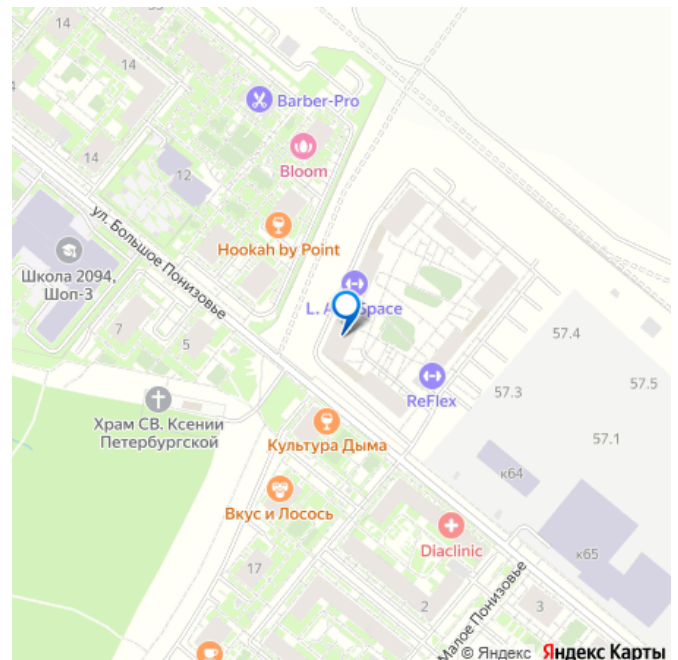 14
14
Barber-Pro
14
12
Bloom
ул. Большое Понизовье
Hookah by Point
Школа 2094,
Шоп-3
L. A
Space
7
5
57.4
57.5
57.3
ReFlex
Храм СВ. Ксении
Петербургской
57.1
Культура Дыма
к64
Вкус и Лосось
Diaclinic
к65
17
2
3
Малое Понизовье
© Яндекс Яндекс Карты